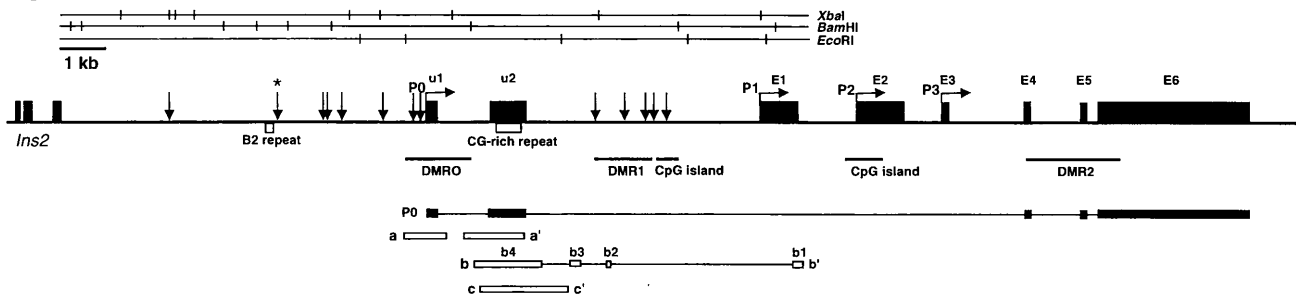 XbaI
BamHI
EcoRI
1 kb
* P0 u1 u2 P1 E1 P2 E2 P3 E3 E4 E5 E6
Ins2 B2 repeat CG-rich repeat
DMRO DMR1 CpG island CpG island DMR2
P0
a a'
b b4 b3 b2 b1 b'
c c'